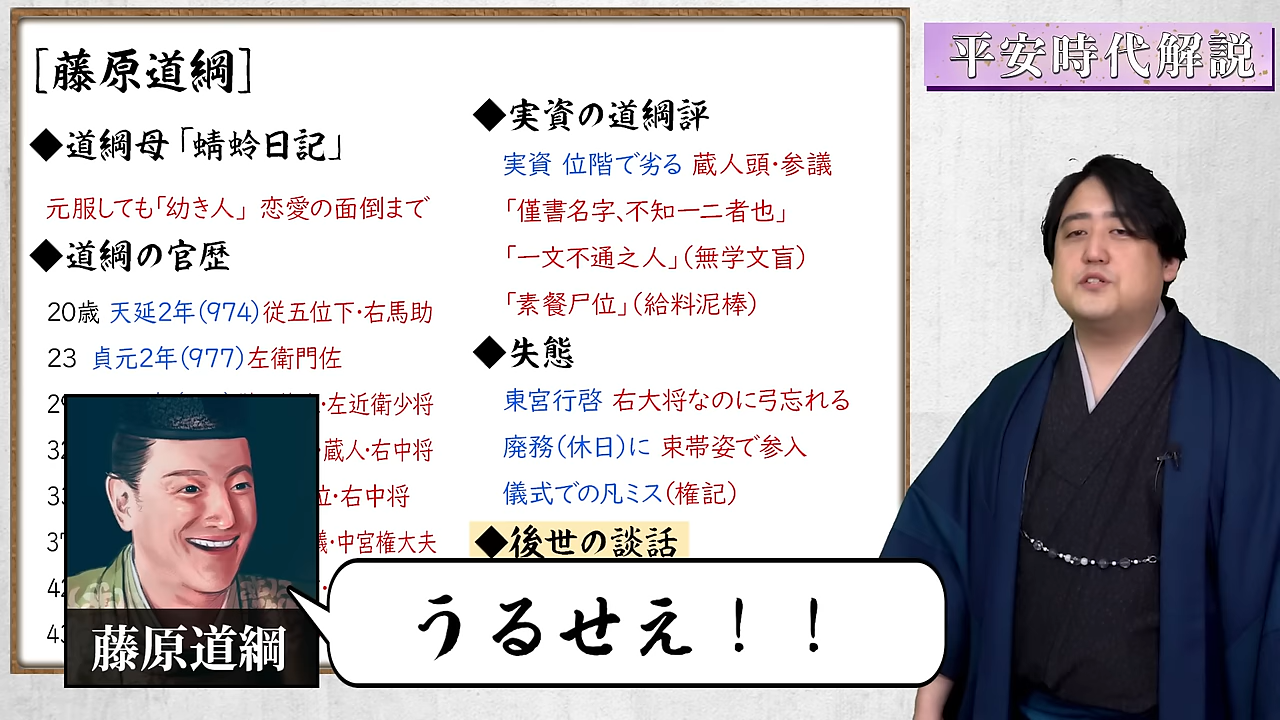 平安時代解説
[藤原道綱]
◆道綱母「蜻蛉日記」
元服しても「幼き人」 恋愛の面倒まで
◆道綱の官歴
20歳 天延2年(974)従五位下・右馬助
23 貞元2年(977)左衛門佐
・左近衛少将
・蔵人・右中将
位・右中将
議・中宮権大夫
◆実資の道綱評
実資 位階で劣る 蔵人頭・参議
「僅書名字、不知一二者也」
「一文不通之人」(無学文盲)
「素餐尸位」(給料泥棒)
◆失態
東宮行啓 右大将なのに弓忘れる
廃務(休日)に 束帯姿で参入
儀式での凡ミス(権記)
◆後世の談話
藤原道綱
うるせえ！！